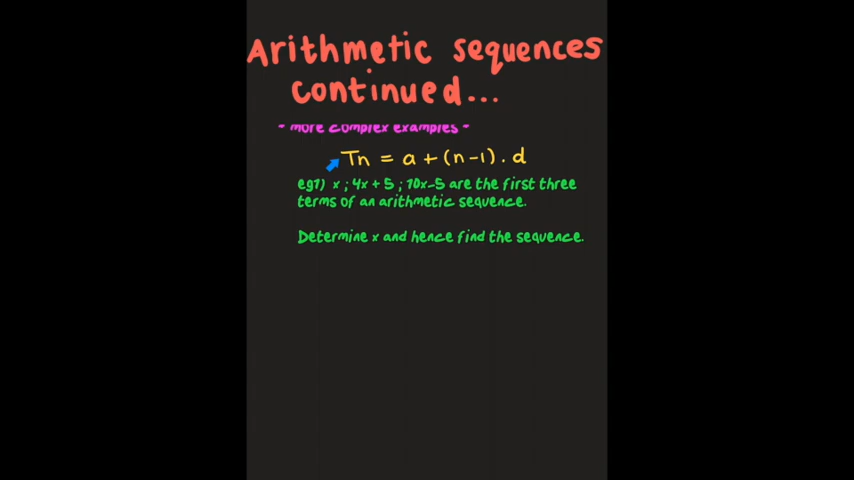 Arithmetic sequences
continued...
- more complex examples -
Tn = a + (n-1). d
eg1) x ; 4x + 5 ; 10x-5 are the first three
terms of an arithmetic sequence.
Determine x and hence find the sequence.